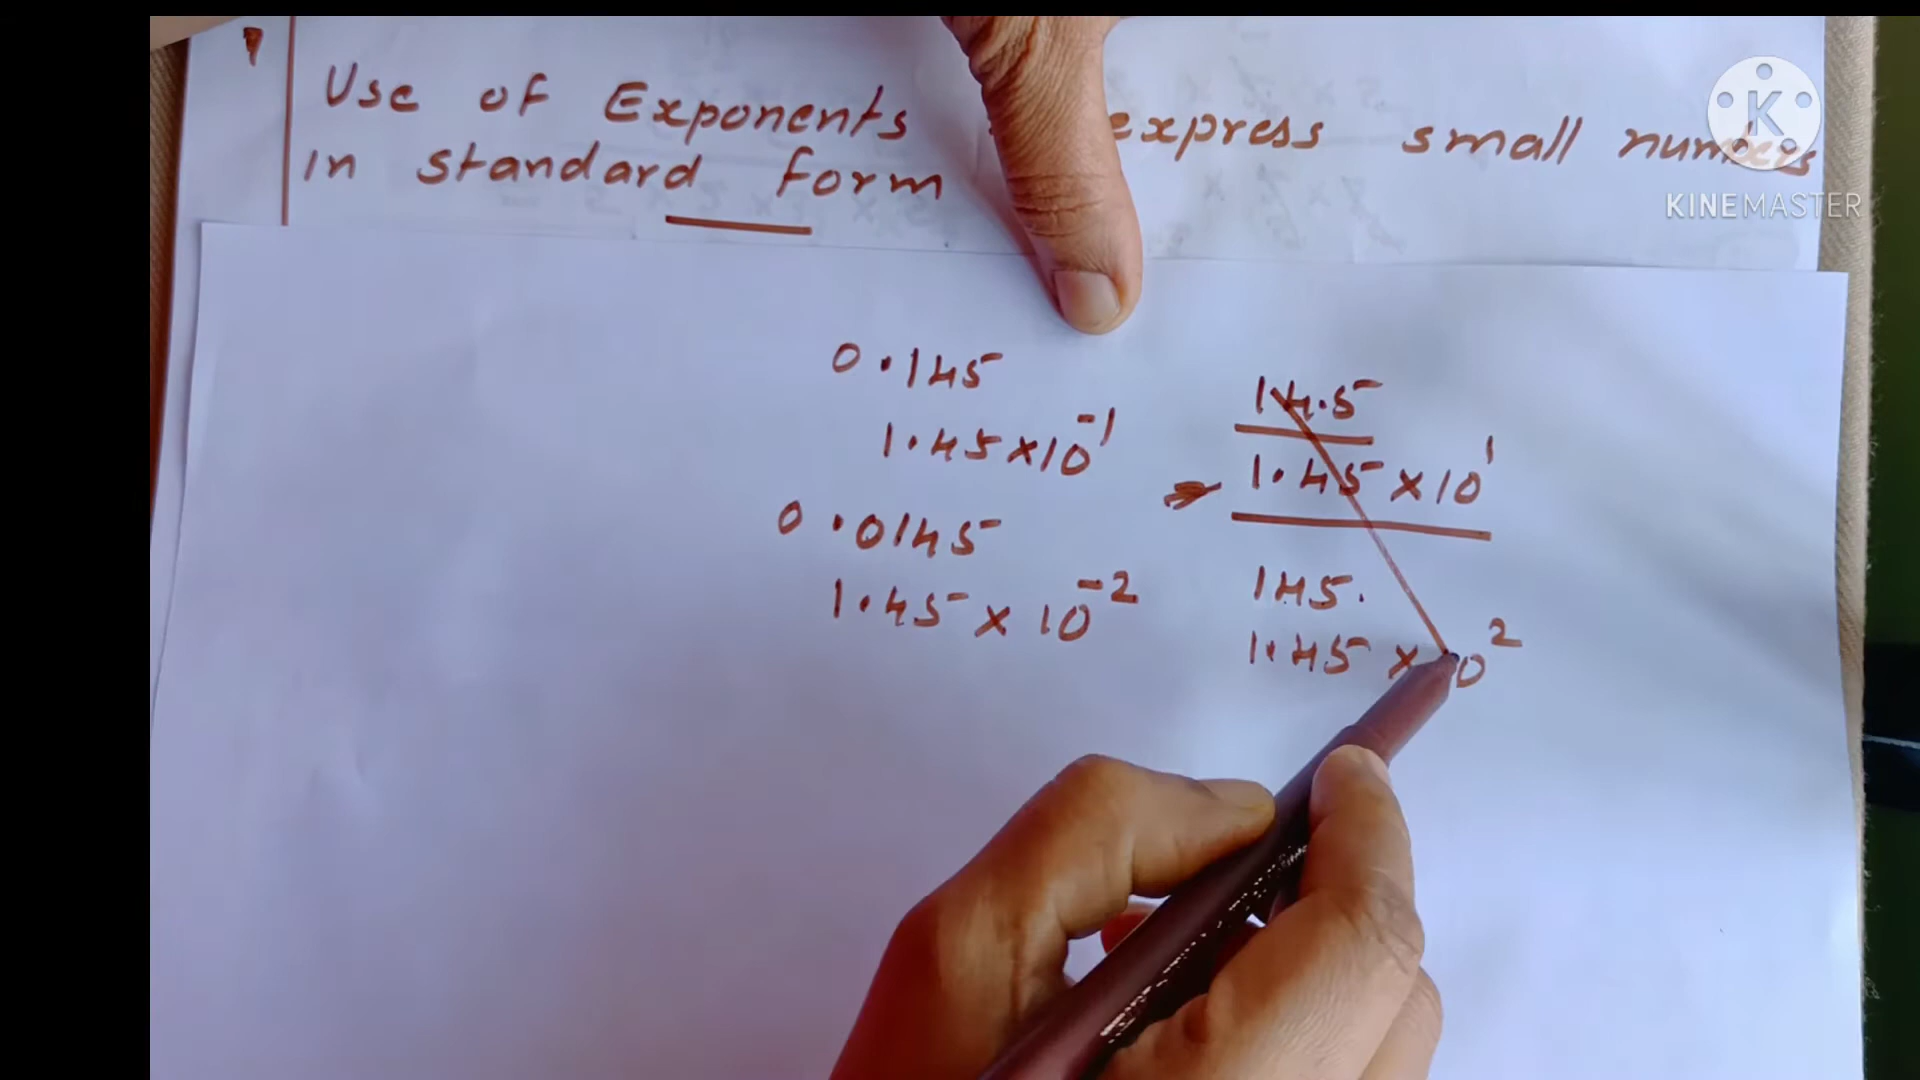 Use of Exponents express small numbers
in standard form
0.145
1.45×10⁻¹
0.0145
1.45 × 10⁻²
14.5
1.45 × 10¹
145.
1.45 × 10²
K
KINEMASTER